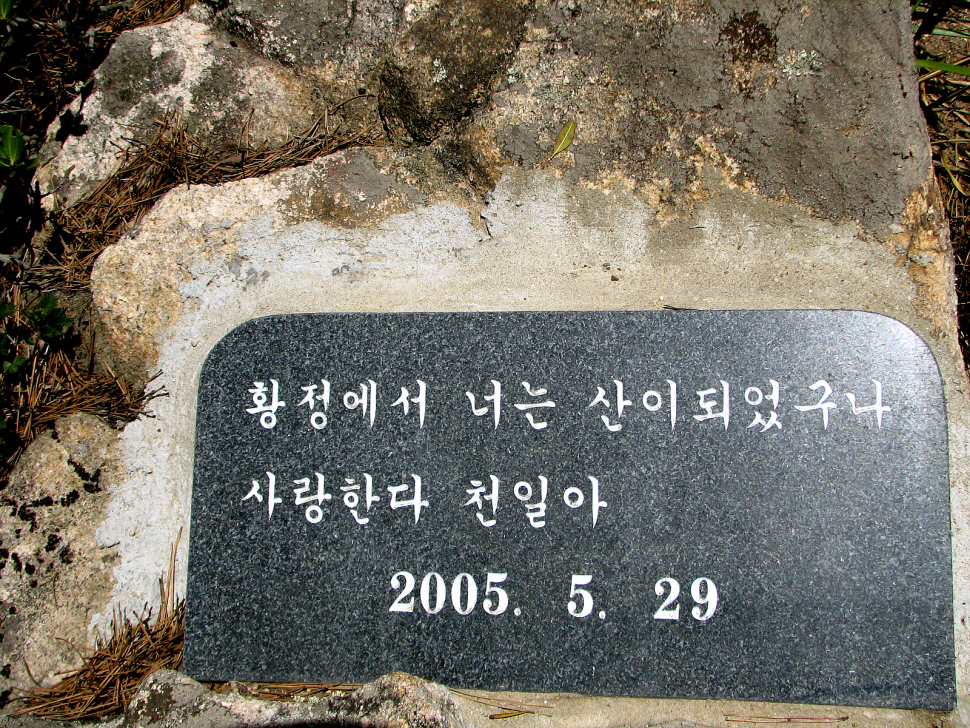 황정에서 너는 산이되었구나
사랑한다 천일아
2005. 5. 29